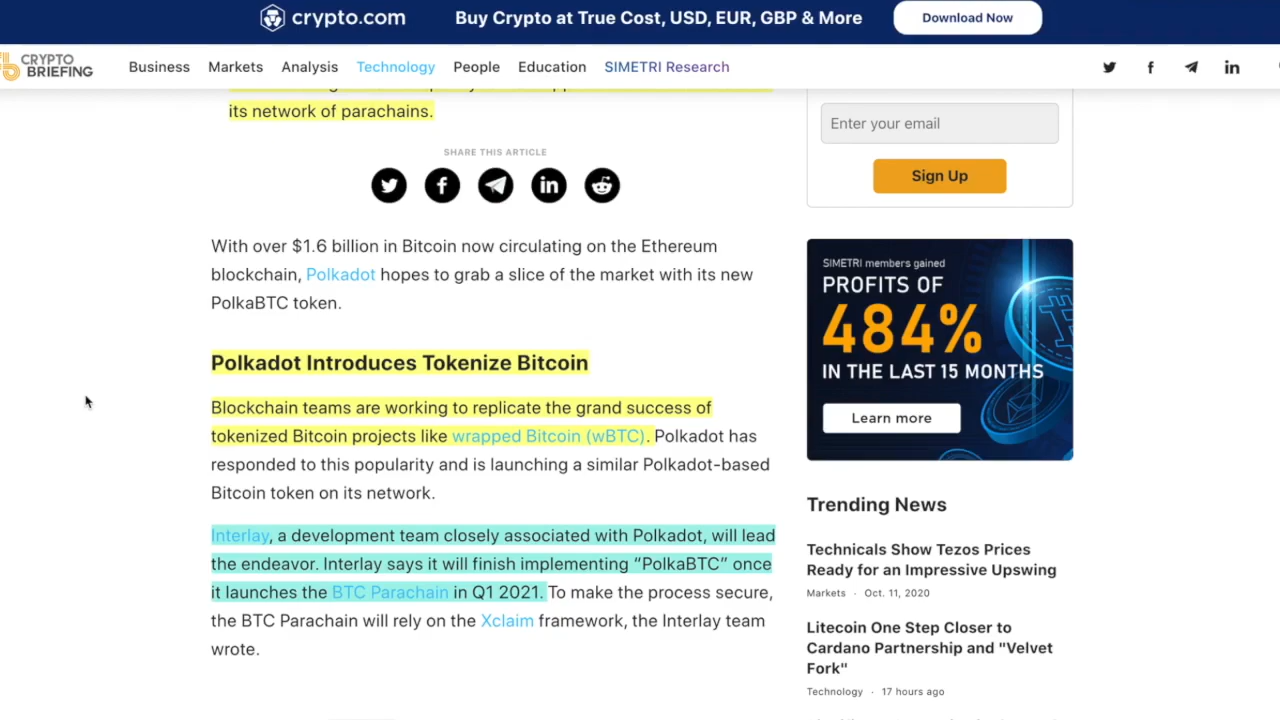 crypto.com
Buy Crypto at True Cost, USD, EUR, GBP & More
Download Now
CRYPTO
BRIEFING
Business
Markets
Analysis
Technology
People
Education
SIMETRI Research
its network of parachains.
SHARE THIS ARTICLE
With over $1.6 billion in Bitcoin now circulating on the Ethereum
blockchain, Polkadot hopes to grab a slice of the market with its new
PolkaBTC token.
Polkadot Introduces Tokenize Bitcoin
Blockchain teams are working to replicate the grand success of
tokenized Bitcoin projects like wrapped Bitcoin (wBTC). Polkadot has
responded to this popularity and is launching a similar Polkadot-based
Bitcoin token on its network.
Interlay, a development team closely associated with Polkadot, will lead
the endeavor. Interlay says it will finish implementing “PolkaBTC” once
it launches the BTC Parachain in Q1 2021. To make the process secure,
the BTC Parachain will rely on the Xclaim framework, the Interlay team
wrote.
Enter your email
Sign Up
SIMETRI members gained
PROFITS OF
484%
IN THE LAST 15 MONTHS
Learn more
Trending News
Technicals Show Tezos Prices
Ready for an Impressive Upswing
Markets · Oct. 11, 2020
Litecoin One Step Closer to
Cardano Partnership and "Velvet
Fork"
Technology · 17 hours ago